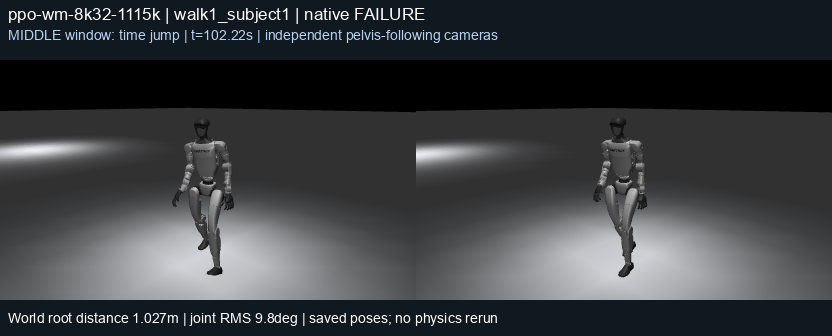 ppo-wm-8k32-1115k | walk1_subject1 | native FAILURE
MIDDLE window: time jump | t=102.22s | independent pelvis-following cameras
World root distance 1.027m | joint RMS 9.8deg | saved poses; no physics rerun